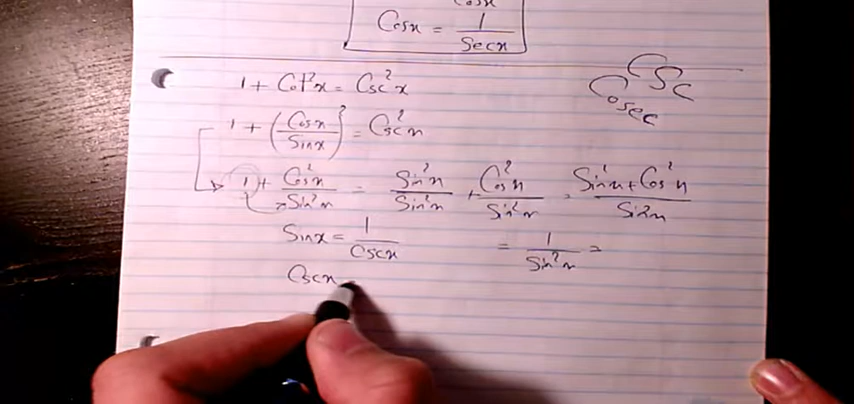 Cosx
Cosx = 1/Secx
1 + Cot²x = Csc²x
Csc
Cosec
1 + (Cosx/Sinx)² = Csc²x
1 + Cos²x/Sin²x = Sin²x/Sin²x + Cos²x/Sin²x = Sin²x + Cos²x/Sin2x
Sinx = 1/Cscx
= 1/Sin²x =
Cscx =